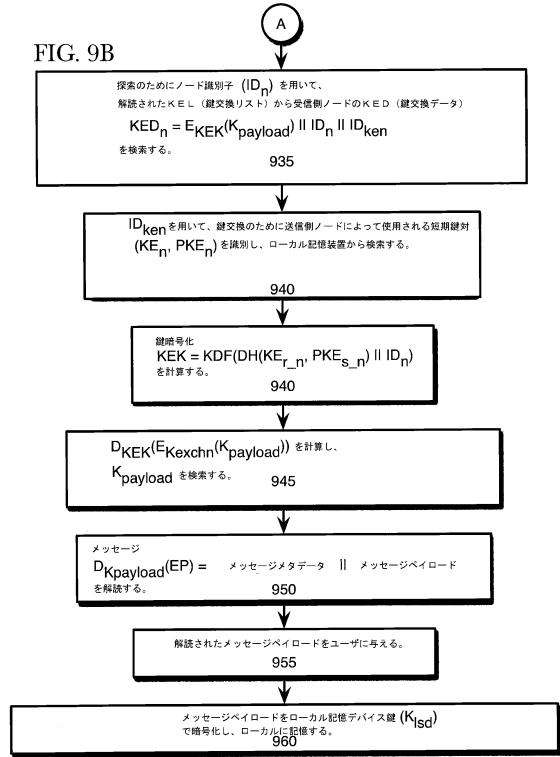 A
FIG. 9B
探索のためにノード識別子 (IDn) を用いて、
解読されたＫＥＬ（鍵交換リスト）から受信側ノードのＫＥＤ（鍵交換データ）
KEDn = EKEK(Kpayload) || IDn || IDken
を検索する。
935
IDkenを用いて、鍵交換のために送信側ノードによって使用される短期鍵対
(KEn, PKEn) を識別し、ローカル記憶装置から検索する。
940
鍵暗号化
KEK = KDF(DH(KEr_n, PKEs_n) || IDn)
を計算する。
940
DKEK(EKexchn(Kpayload)) を計算し、
Kpayload を検索する。
945
メッセージ
DKpayload(EP) = メッセージメタデータ || メッセージペイロード
を解読する。
950
解読されたメッセージペイロードをユーザに与える。
955
メッセージペイロードをローカル記憶デバイス鍵 (Klsd)
で暗号化し、ローカルに記憶する。
960